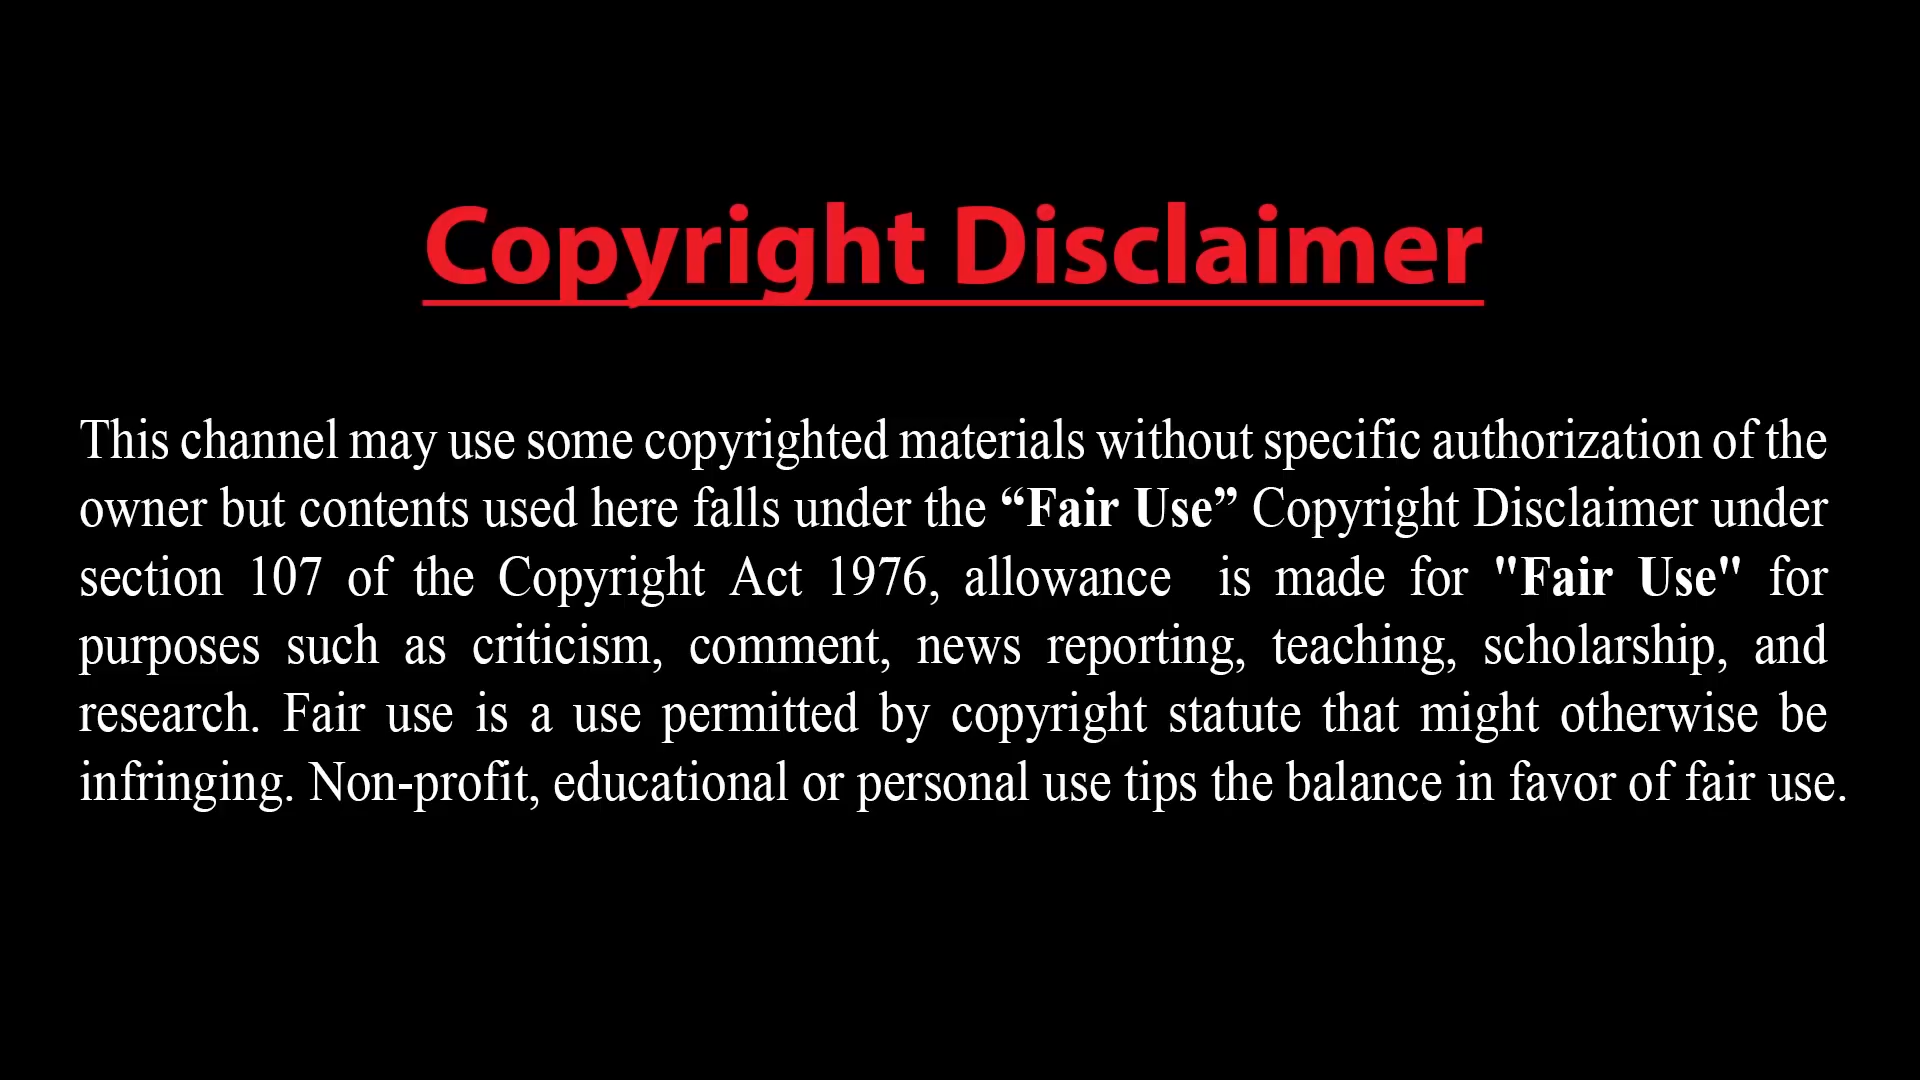 Copyright Disclaimer
This channel may use some copyrighted materials without specific authorization of the
owner but contents used here falls under the “Fair Use” Copyright Disclaimer under
section 107 of the Copyright Act 1976, allowance  is made for "Fair Use" for
purposes such as criticism, comment, news reporting, teaching, scholarship, and
research. Fair use is a use permitted by copyright statute that might otherwise be
infringing. Non-profit, educational or personal use tips the balance in favor of fair use.